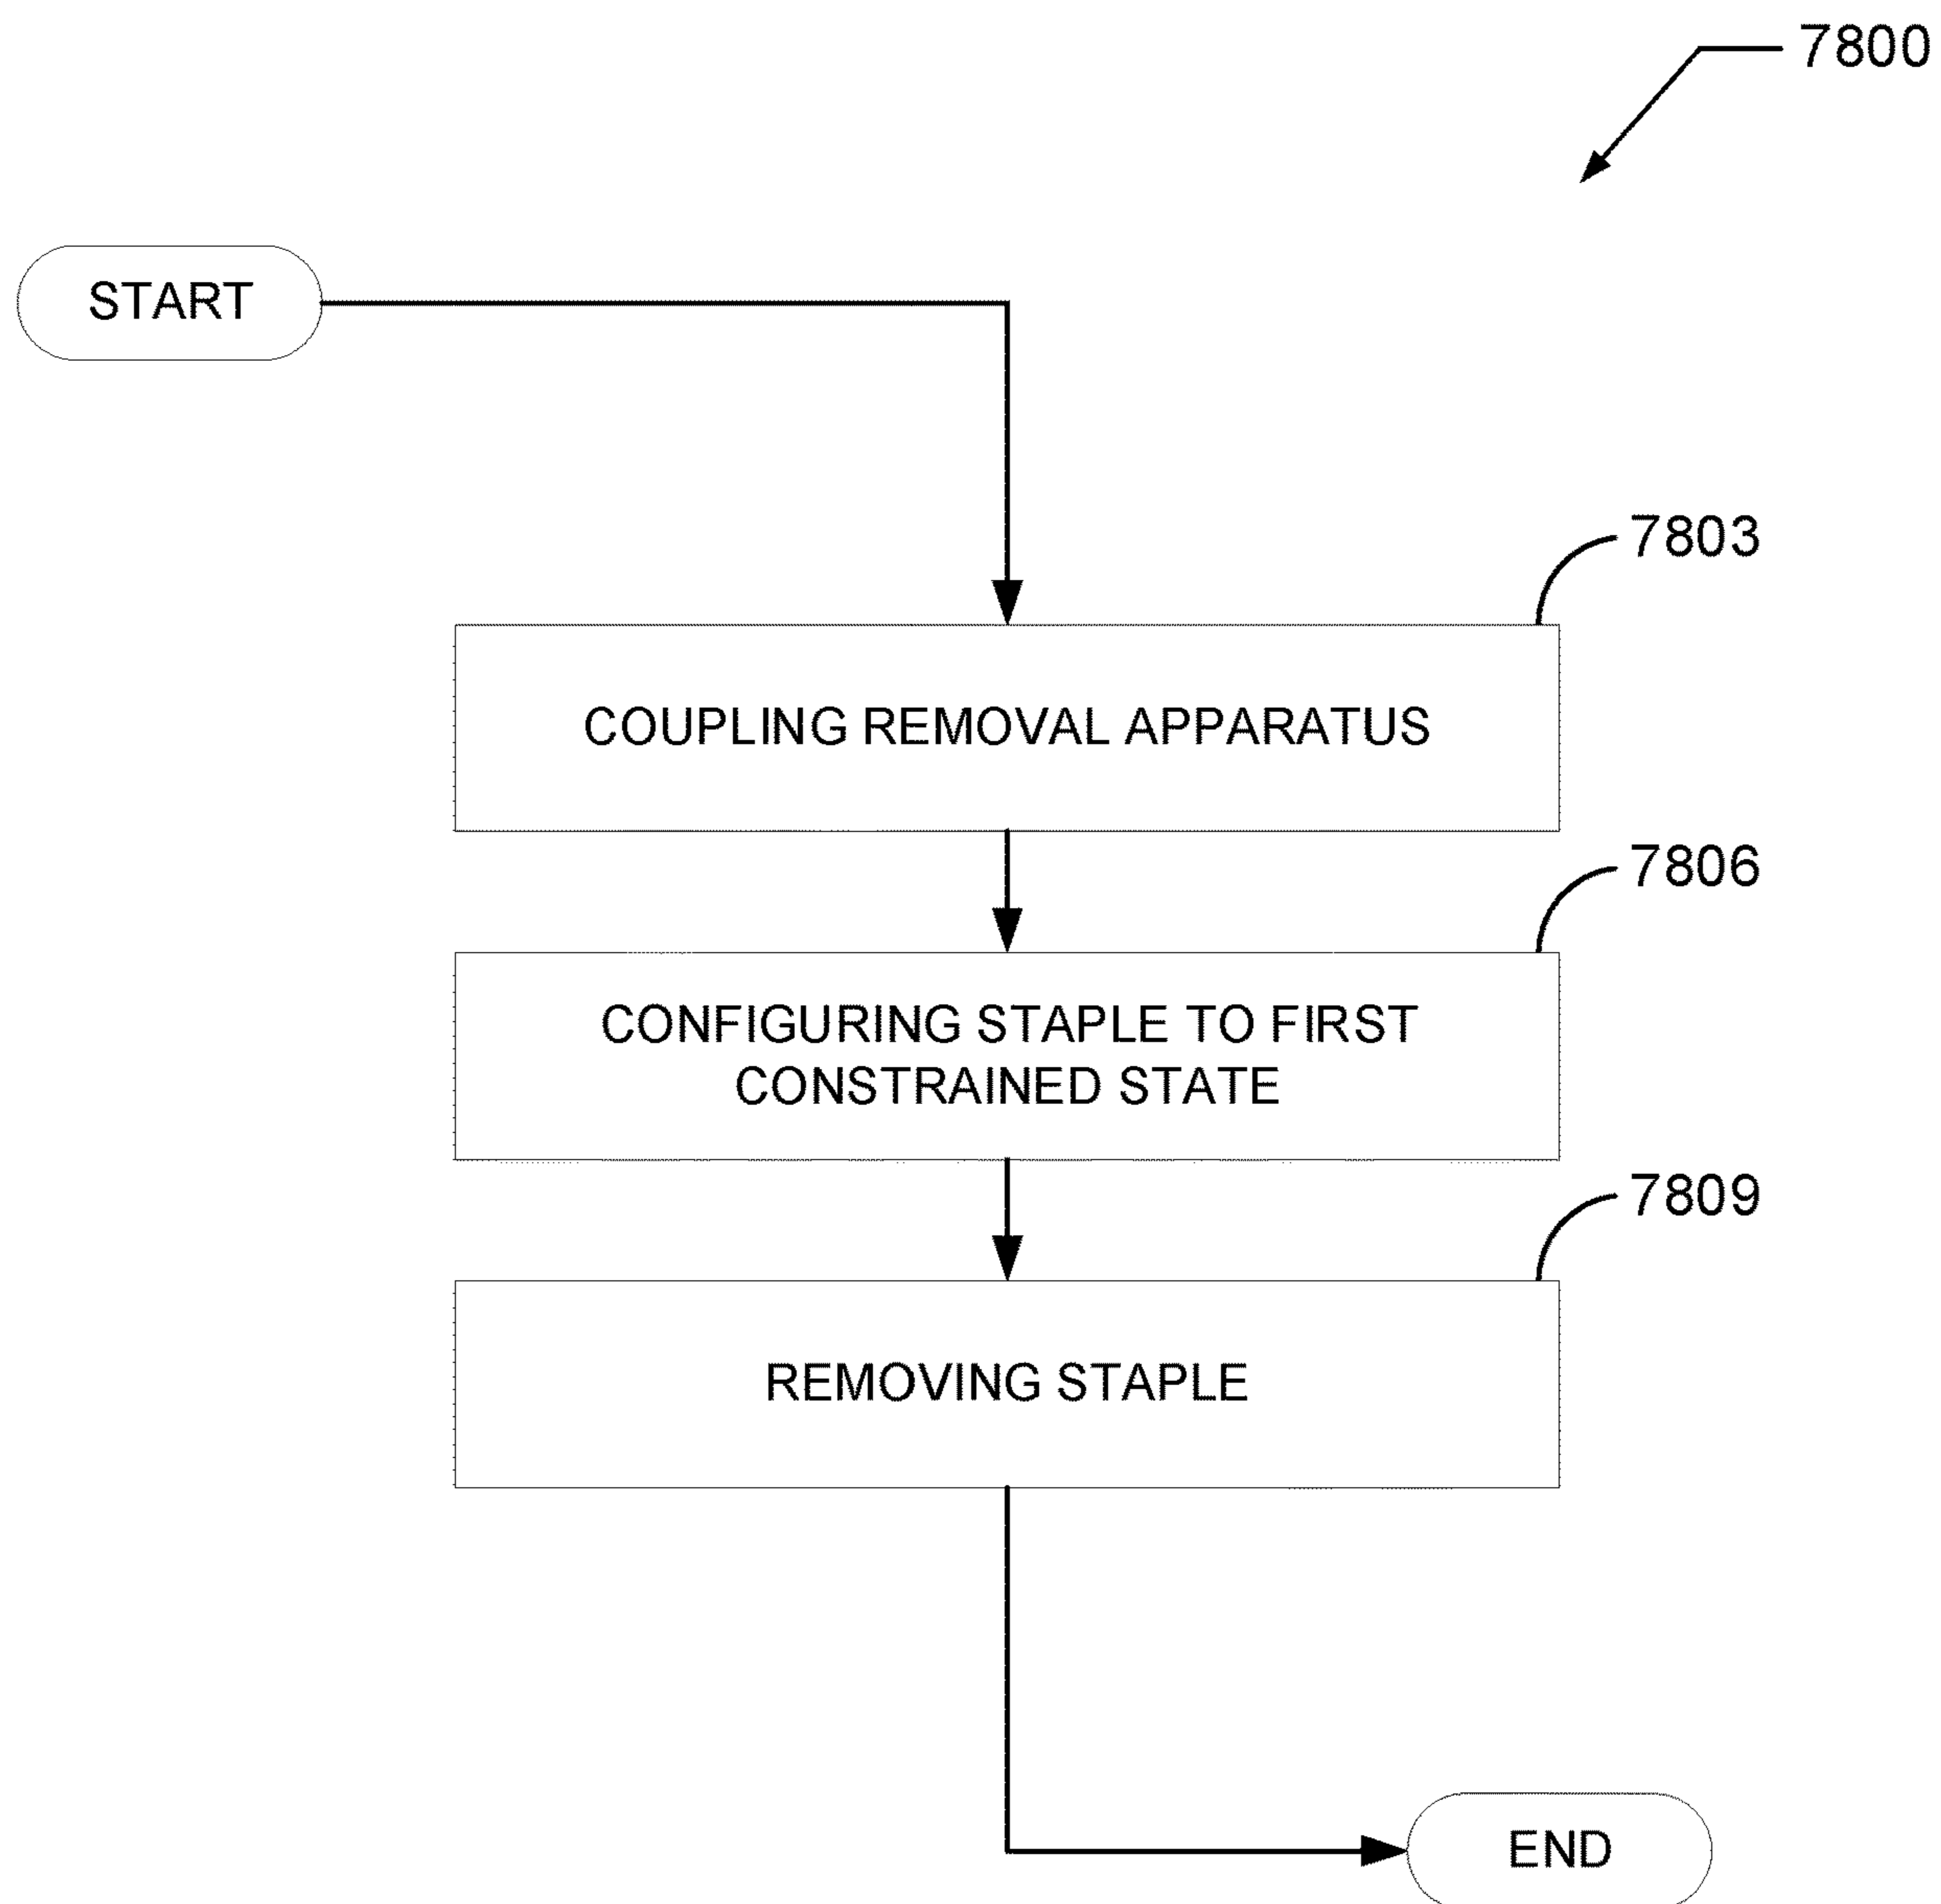 7800
START
7803
COUPLING REMOVAL APPARATUS
7806
CONFIGURING STAPLE TO FIRST
CONSTRAINED STATE
7809
REMOVING STAPLE
END